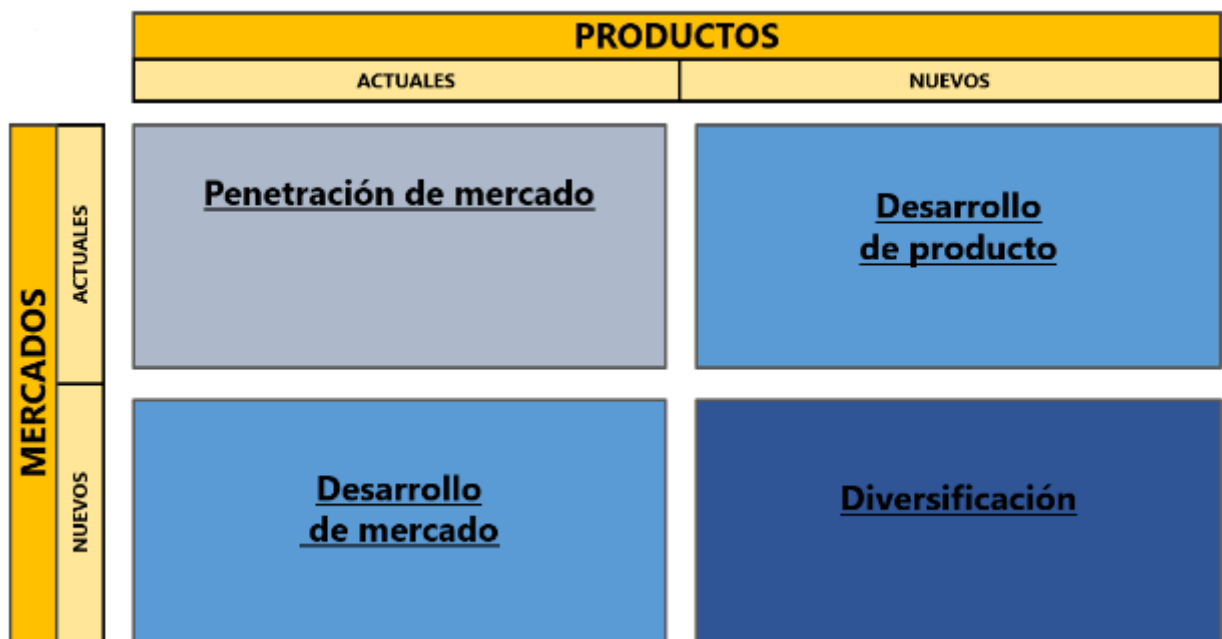 PRODUCTOS
ACTUALES
NUEVOS
MERCADOS
ACTUALES
Penetración de mercado
Desarrollo
de producto
NUEVOS
Desarrollo
de mercado
Diversificación